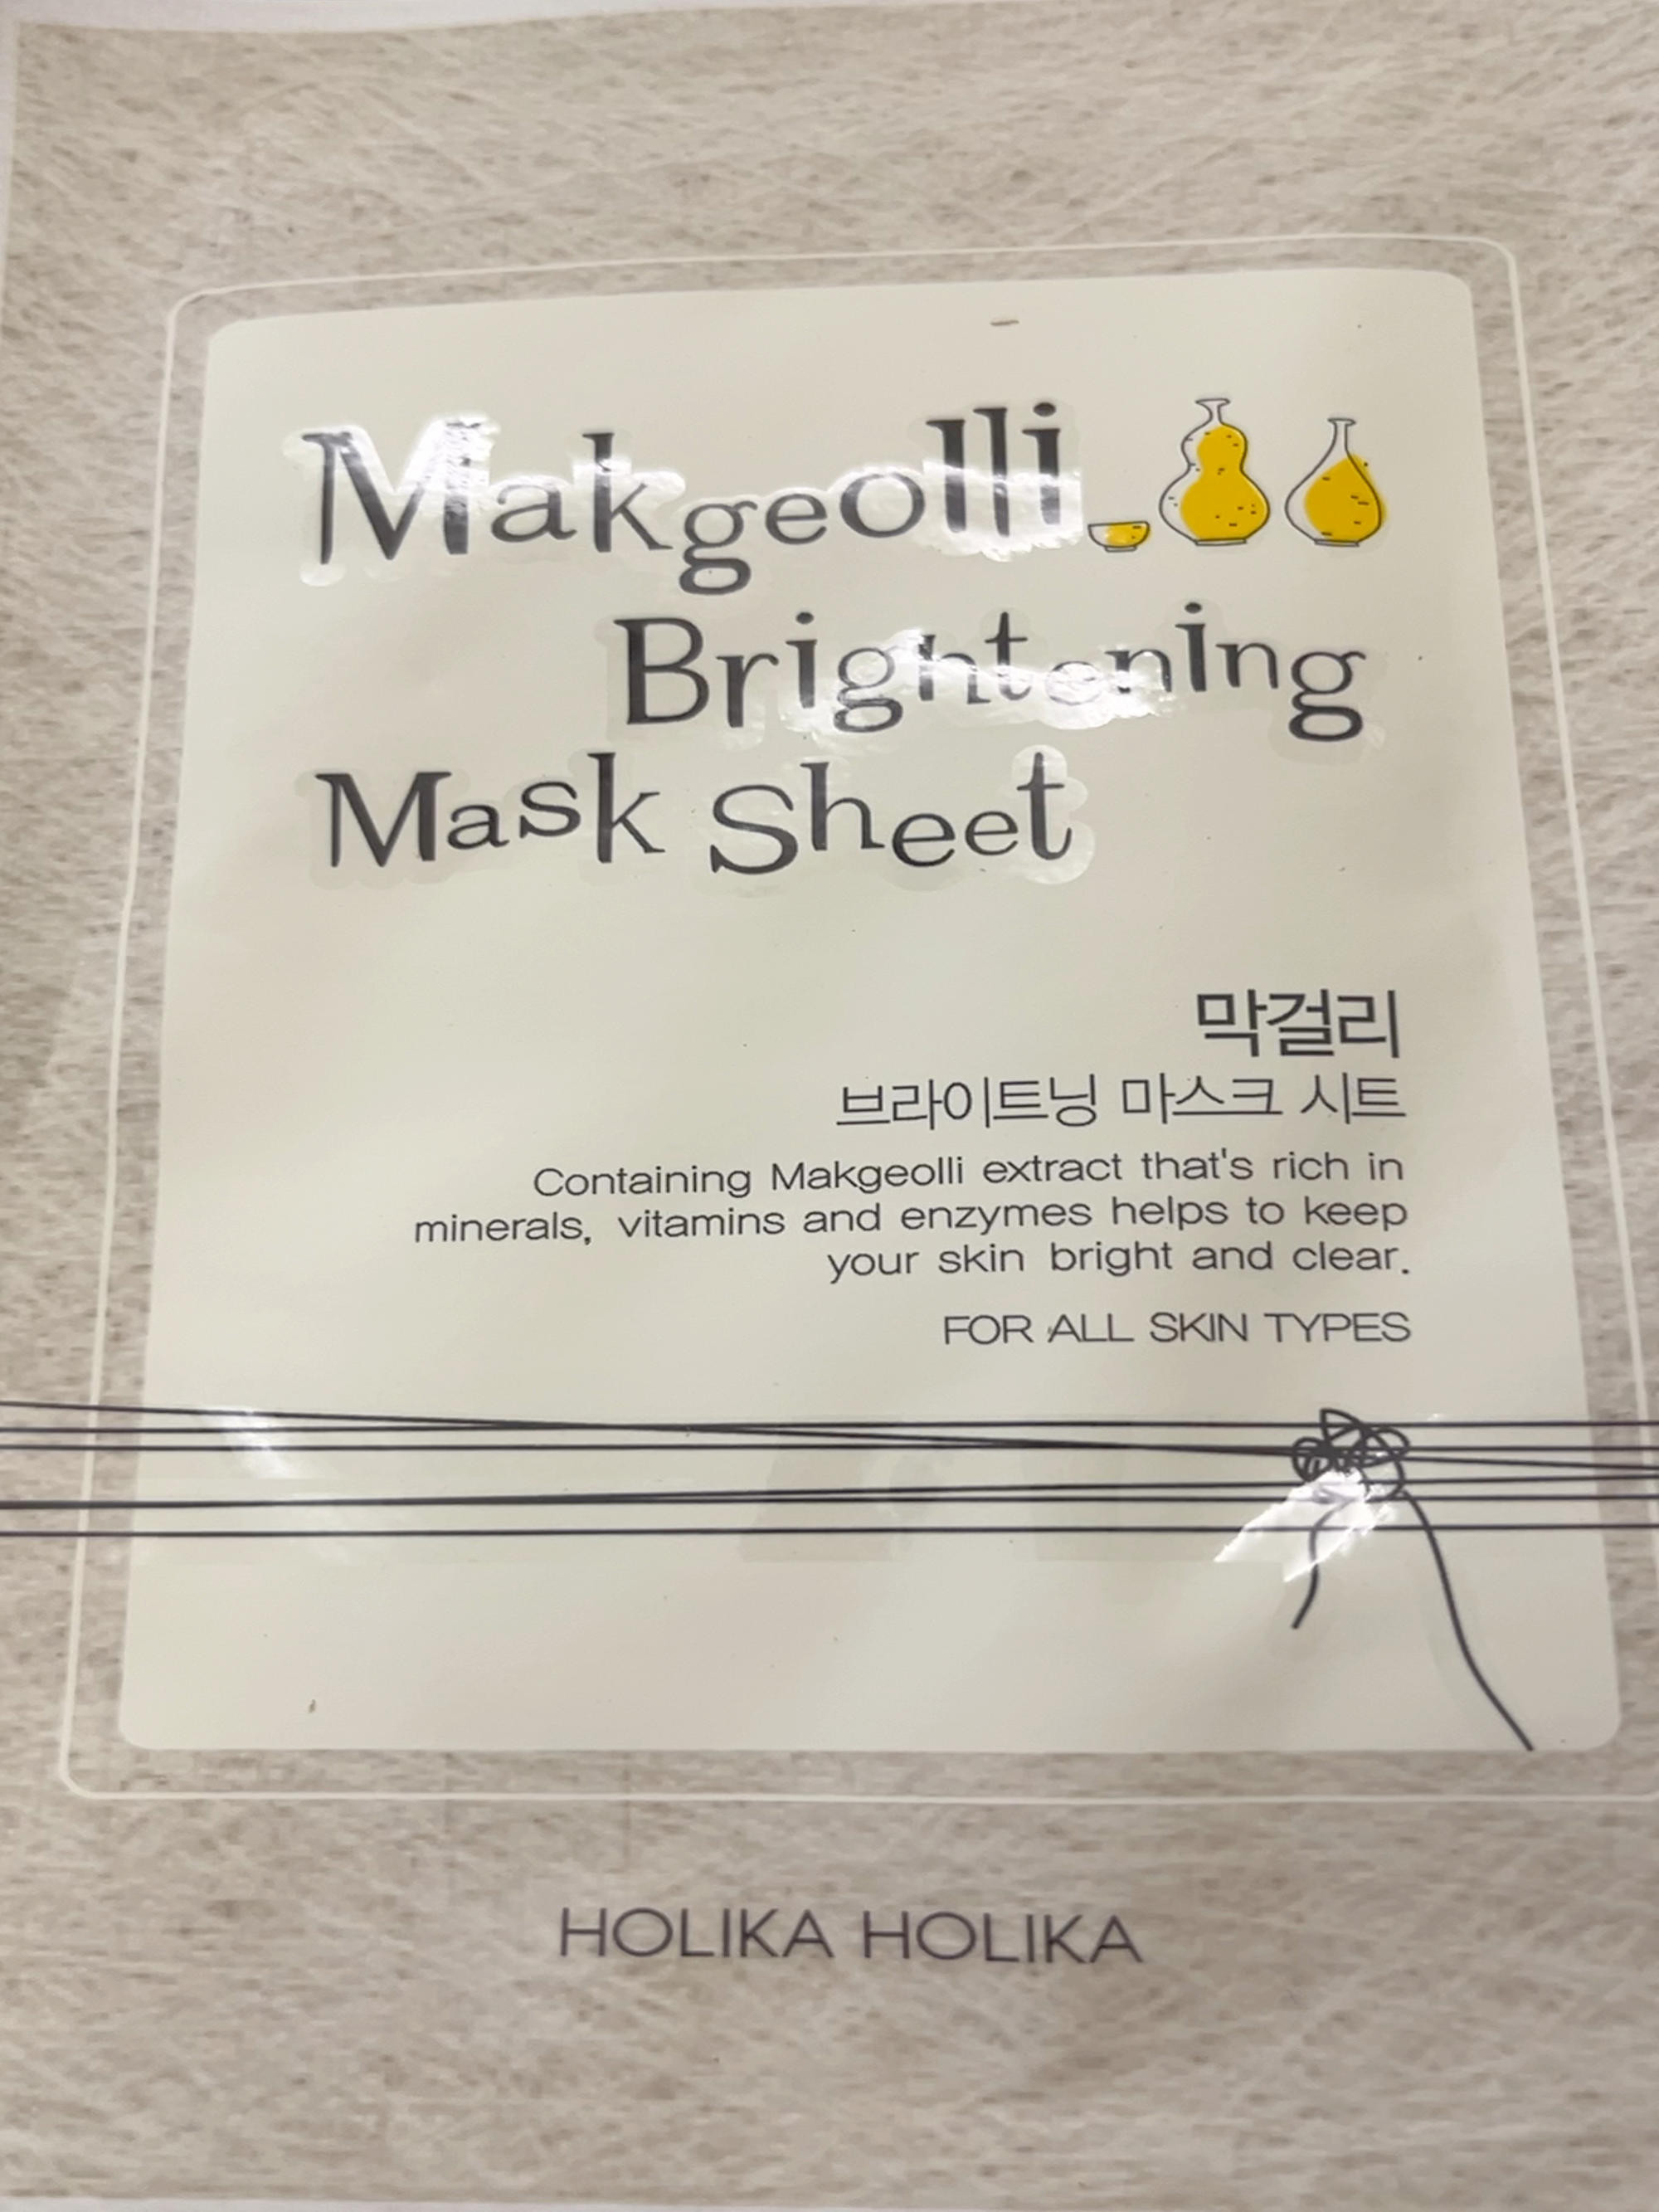 Makgeolli
Brightening
Mask Sheet
막걸리
브라이트닝 마스크 시트
Containing Makgeolli extract that's rich in
minerals, vitamins and enzymes helps to keep
your skin bright and clear.
FOR ALL SKIN TYPES
HOLIKA HOLIKA